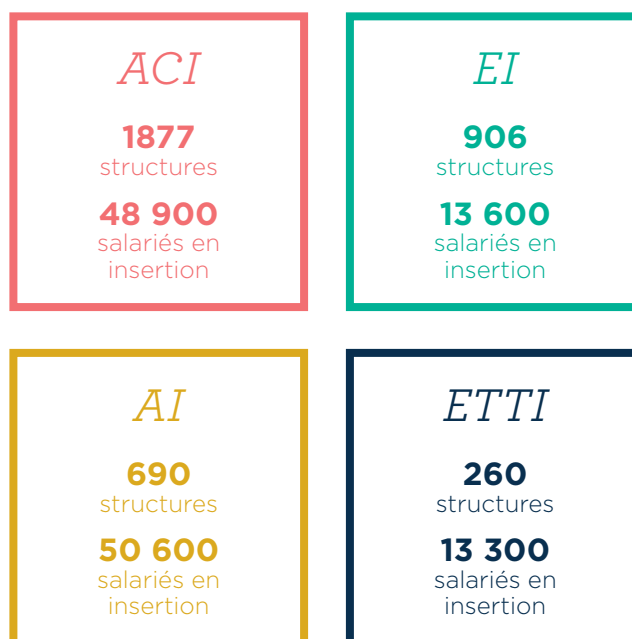 ACI
1877
structures
48 900
salariés en
insertion
EI
906
structures
13 600
salariés en
insertion
AI
690
structures
50 600
salariés en
insertion
ETTI
260
structures
13 300
salariés en
insertion